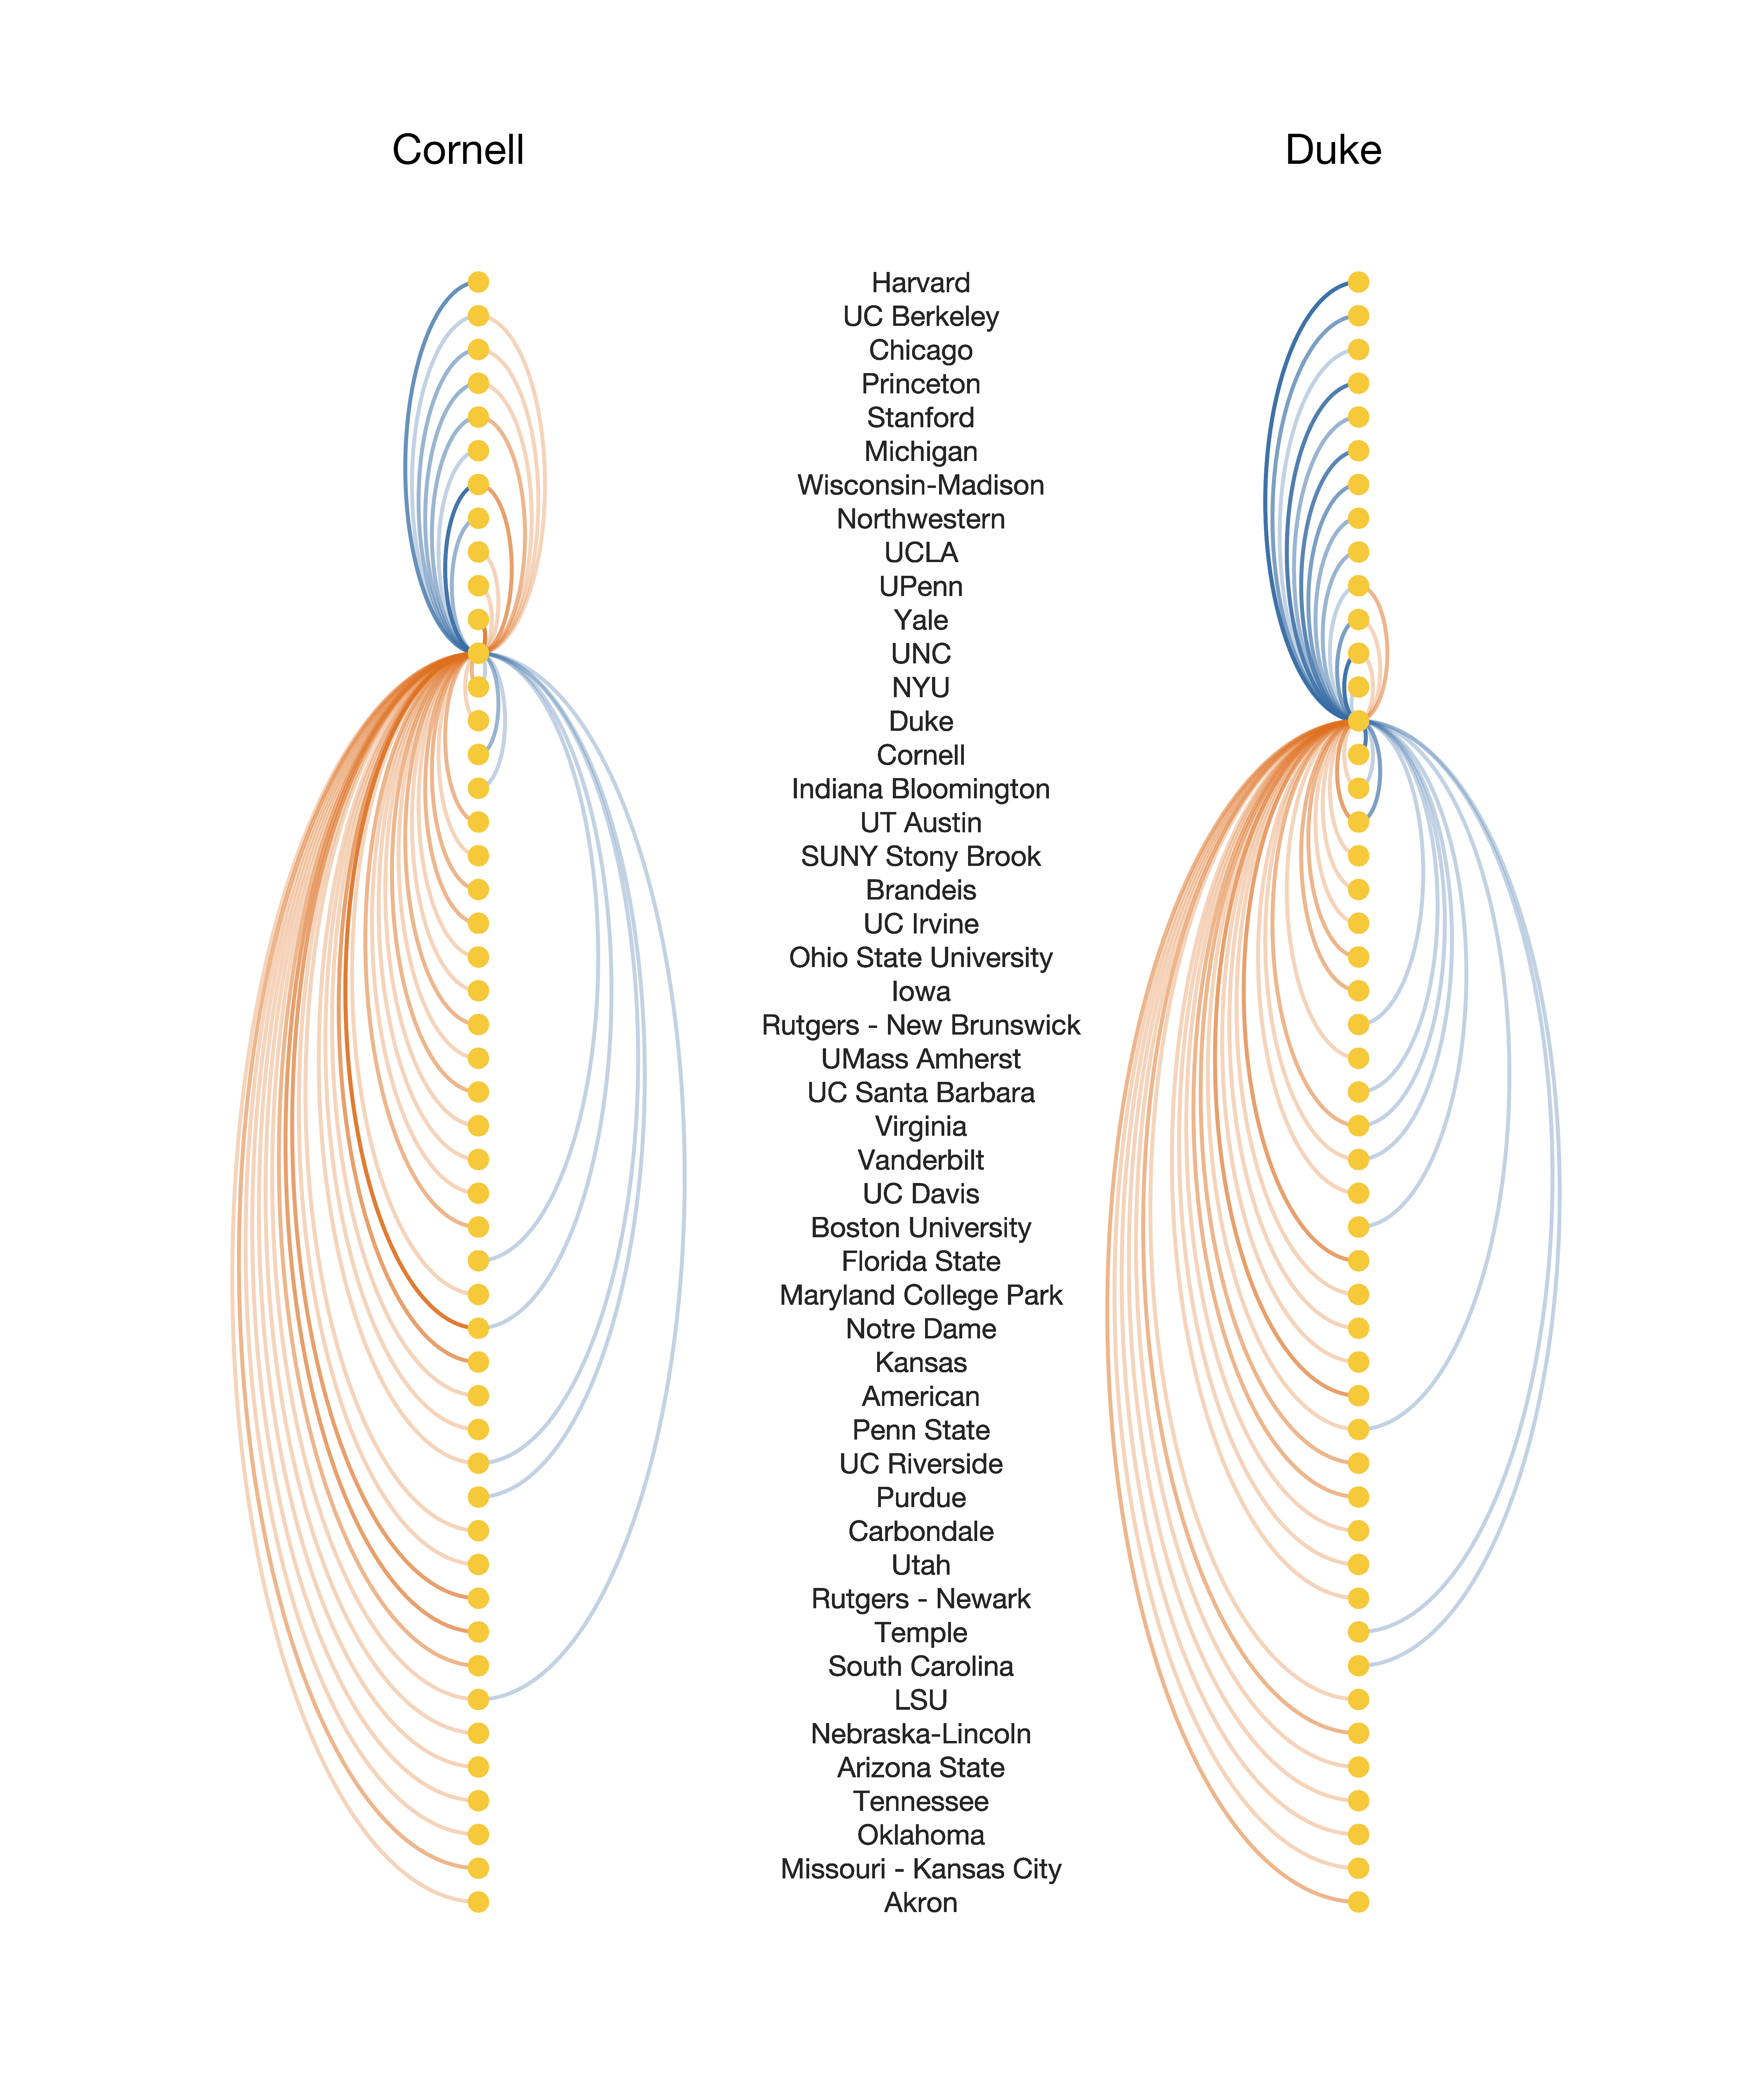 Cornell
Duke
Harvard
UC Berkeley
Chicago
Princeton
Stanford
Michigan
Wisconsin-Madison
Northwestern
UCLA
UPenn
Yale
UNC
NYU
Duke
Cornell
Indiana Bloomington
UT Austin
SUNY Stony Brook
Brandeis
UC Irvine
Ohio State University
Iowa
Rutgers - New Brunswick
UMass Amherst
UC Santa Barbara
Virginia
Vanderbilt
UC Davis
Boston University
Florida State
Maryland College Park
Notre Dame
Kansas
American
Penn State
UC Riverside
Purdue
Carbondale
Utah
Rutgers - Newark
Temple
South Carolina
LSU
Nebraska-Lincoln
Arizona State
Tennessee
Oklahoma
Missouri - Kansas City
Akron